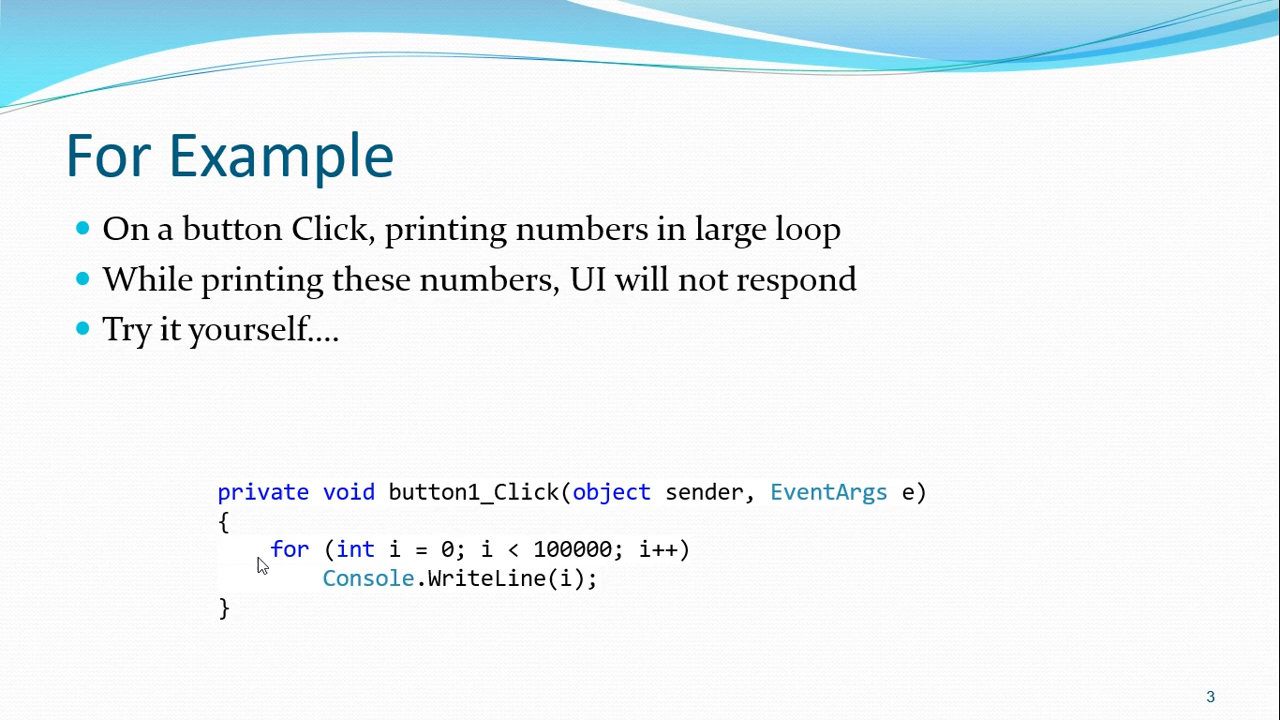 For Example
On a button Click, printing numbers in large loop
While printing these numbers, UI will not respond
Try it yourself....
private void button1_Click(object sender, EventArgs e)
{
for (int i = 0; i < 100000; i++)
Console.WriteLine(i);
}
3